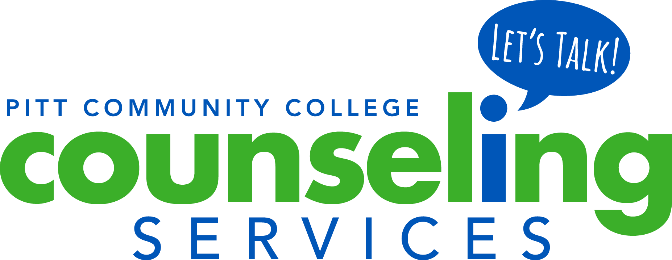 LET'S TALK!
PITT COMMUNITY COLLEGE
counseling
SERVICES